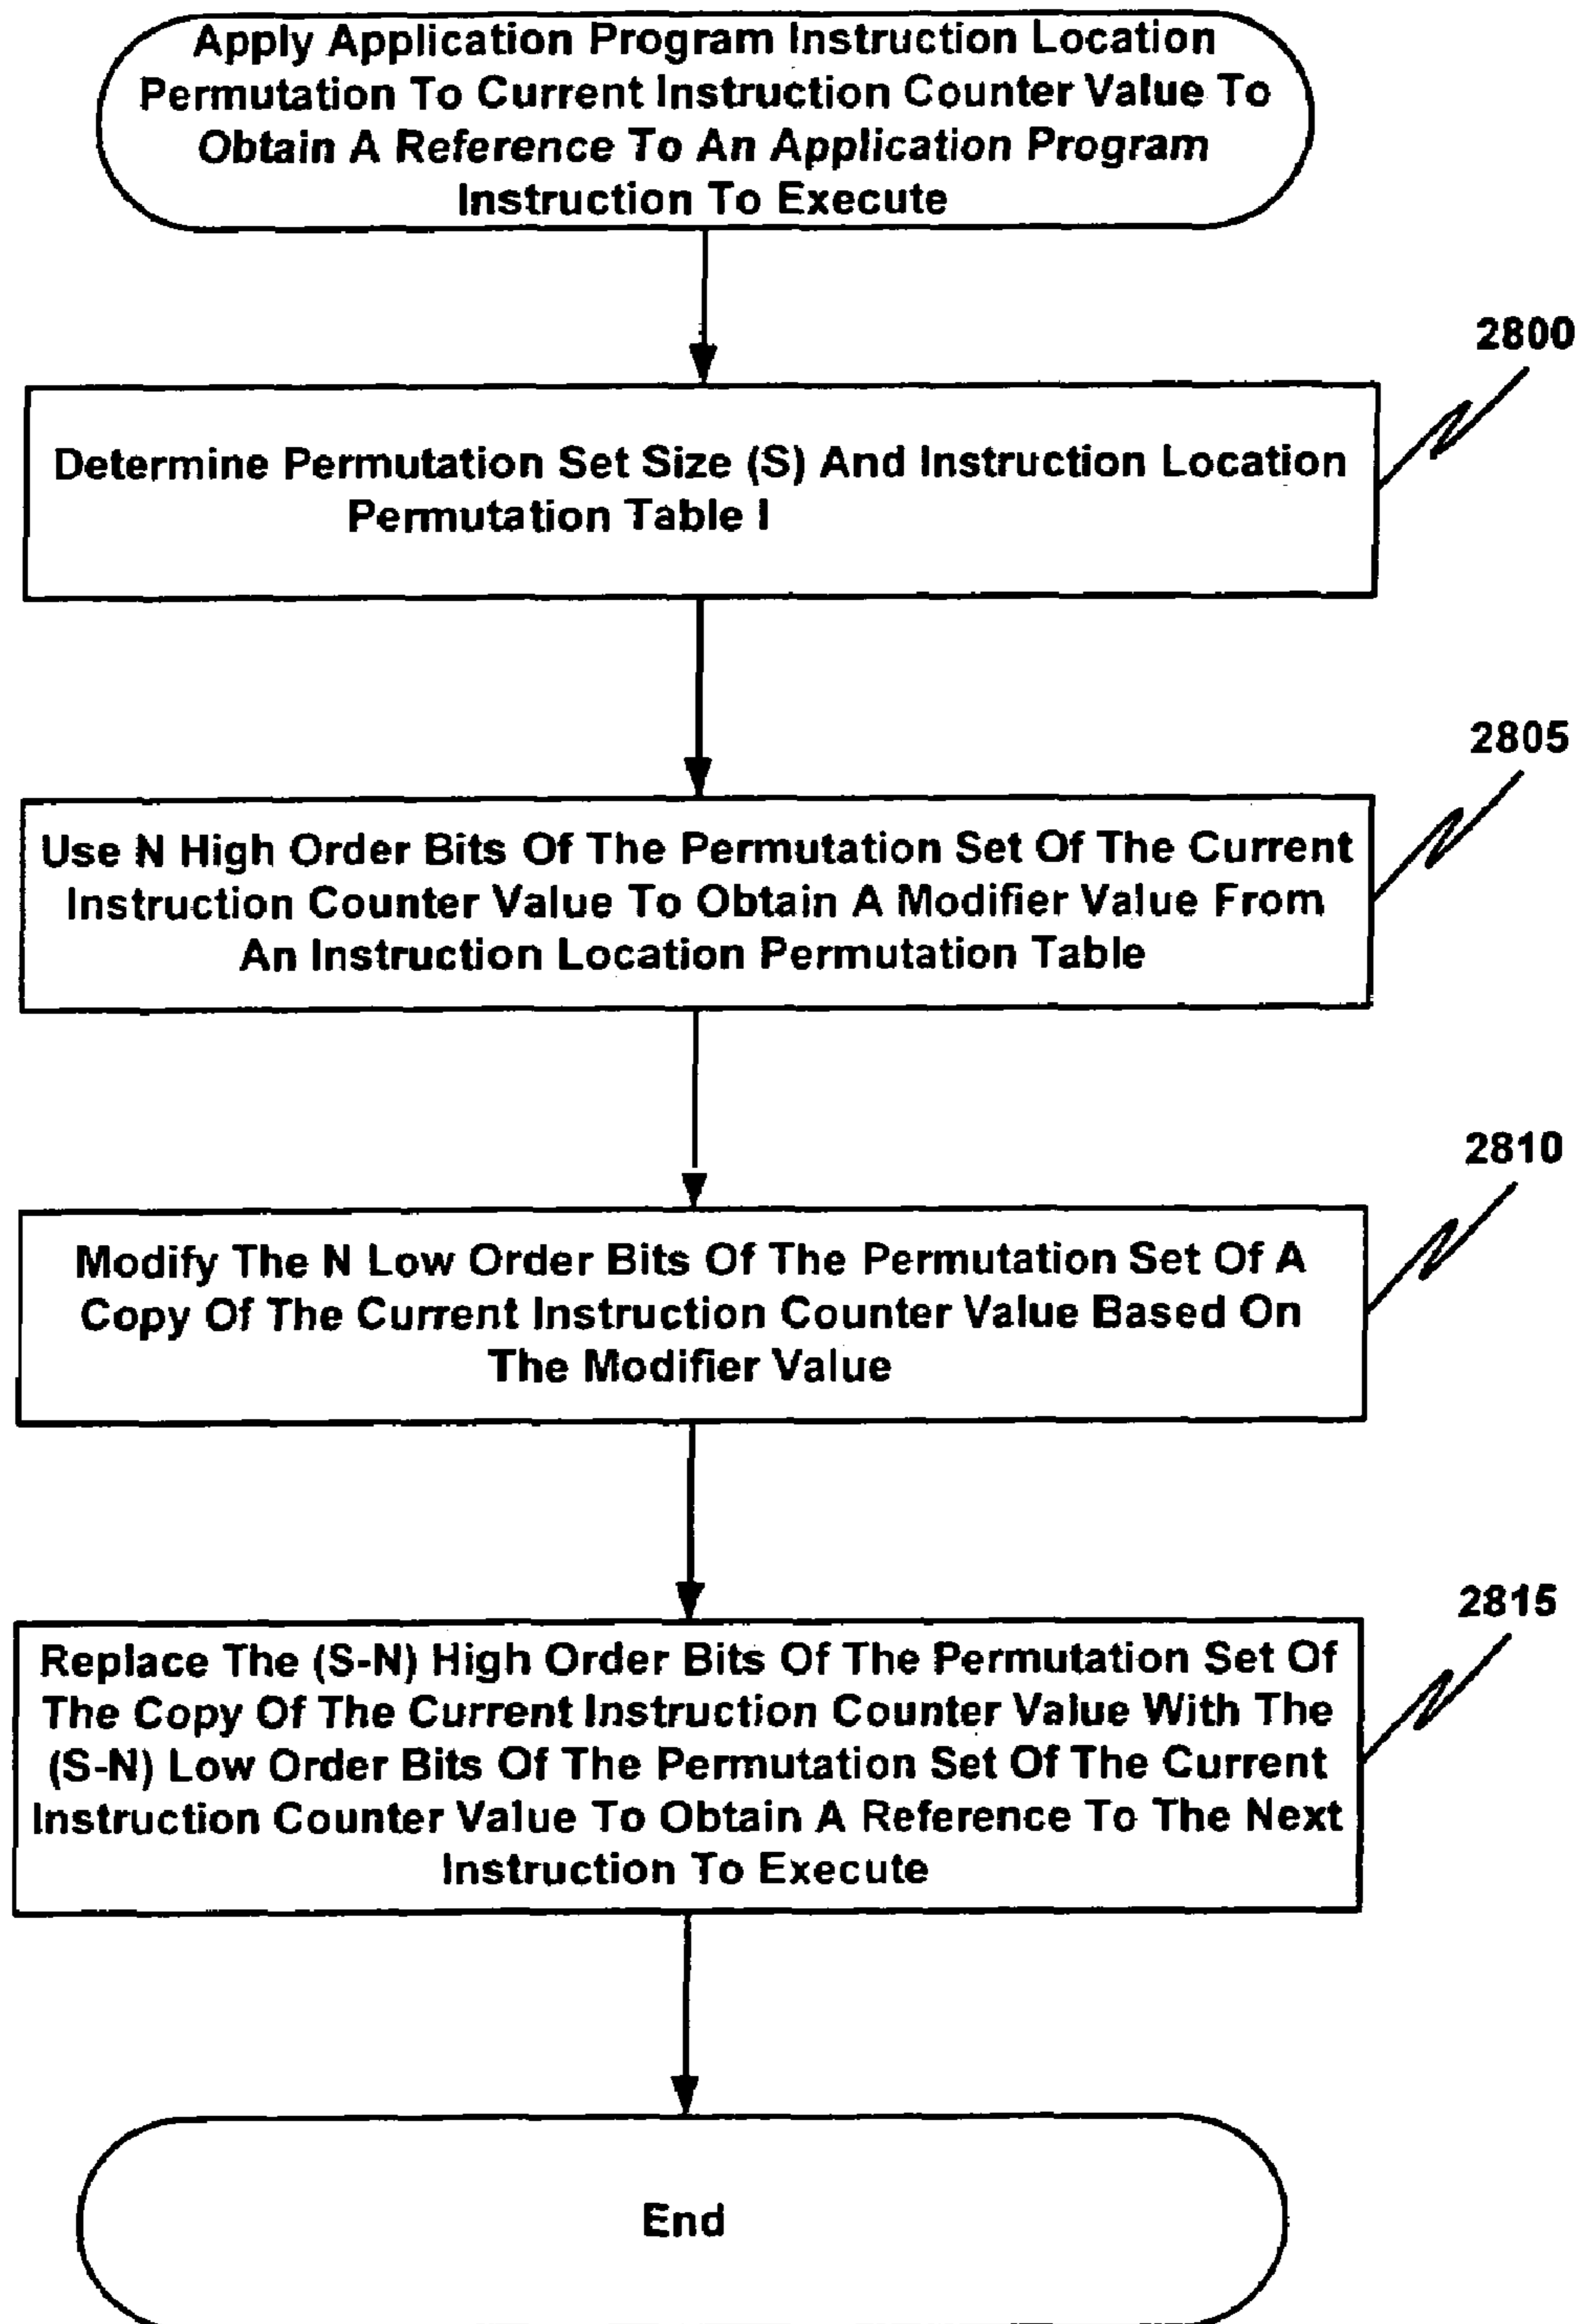 Apply Application Program Instruction Location
Permutation To Current Instruction Counter Value To
Obtain A Reference To An Application Program
Instruction To Execute
2800
Determine Permutation Set Size (S) And Instruction Location
Permutation Table I
2805
Use N High Order Bits Of The Permutation Set Of The Current
Instruction Counter Value To Obtain A Modifier Value From
An Instruction Location Permutation Table
2810
Modify The N Low Order Bits Of The Permutation Set Of A
Copy Of The Current Instruction Counter Value Based On
The Modifier Value
2815
Replace The (S-N) High Order Bits Of The Permutation Set Of
The Copy Of The Current Instruction Counter Value With The
(S-N) Low Order Bits Of The Permutation Set Of The Current
Instruction Counter Value To Obtain A Reference To The Next
Instruction To Execute
End